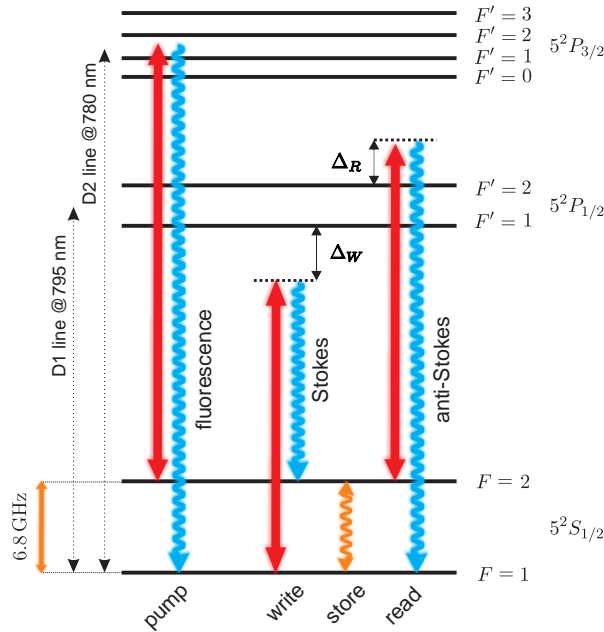 F′ = 3
F′ = 2
5²P₃/₂
F′ = 1
F′ = 0
D2 line @780 nm
Δ_R
F′ = 2
5²P₁/₂
F′ = 1
D1 line @795 nm
Δ_W
fluorescence
Stokes
anti-Stokes
F = 2
6.8 GHz
5²S₁/₂
F = 1
pump
write
store
read